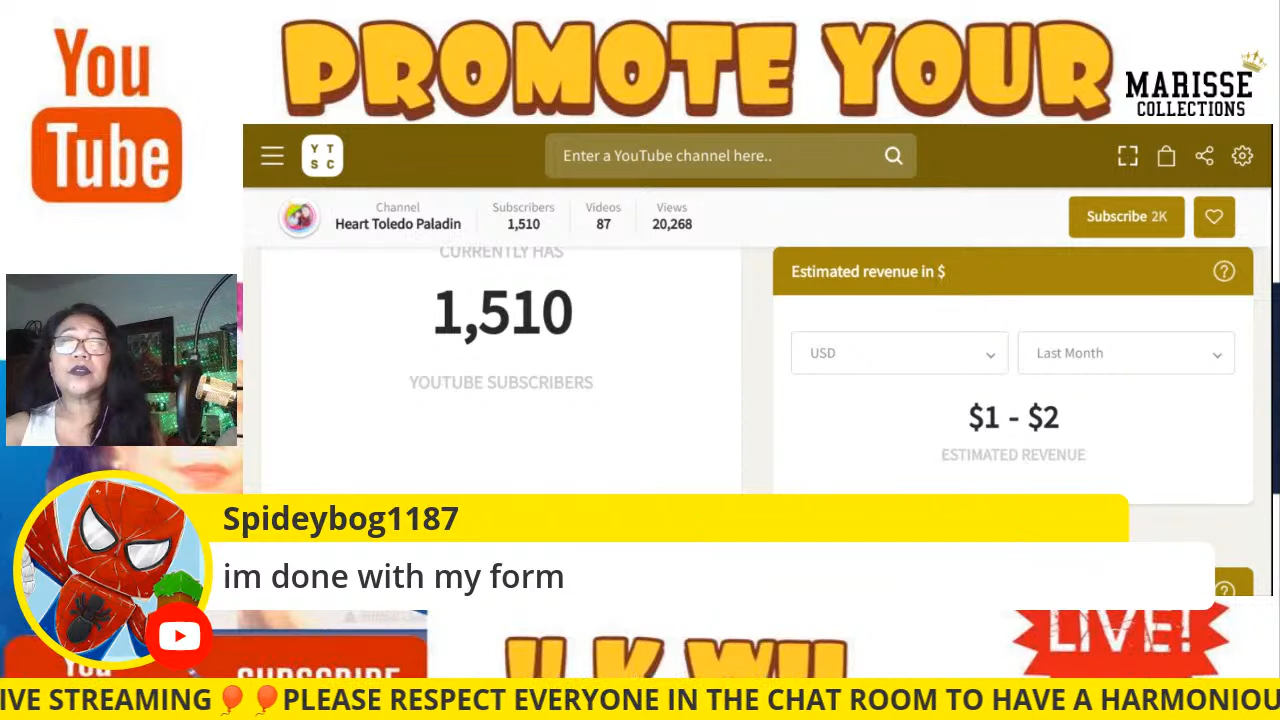 You
Tube
PROMOTE YOUR
MARISSE
COLLECTIONS
Y T
S C
Enter a YouTube channel here..
Channel
Heart Toledo Paladin
Subscribers
1,510
Videos
87
Views
20,268
Subscribe 2K
CURRENTLY HAS
1,510
YOUTUBE SUBSCRIBERS
Estimated revenue in $
?
USD
Last Month
$1 - $2
ESTIMATED REVENUE
Spideybog1187
im done with my form
?
You
SUBSCRIBE
LIVE!
IVE STREAMING🎈🎈PLEASE RESPECT EVERYONE IN THE CHAT ROOM TO HAVE A HARMONIOU